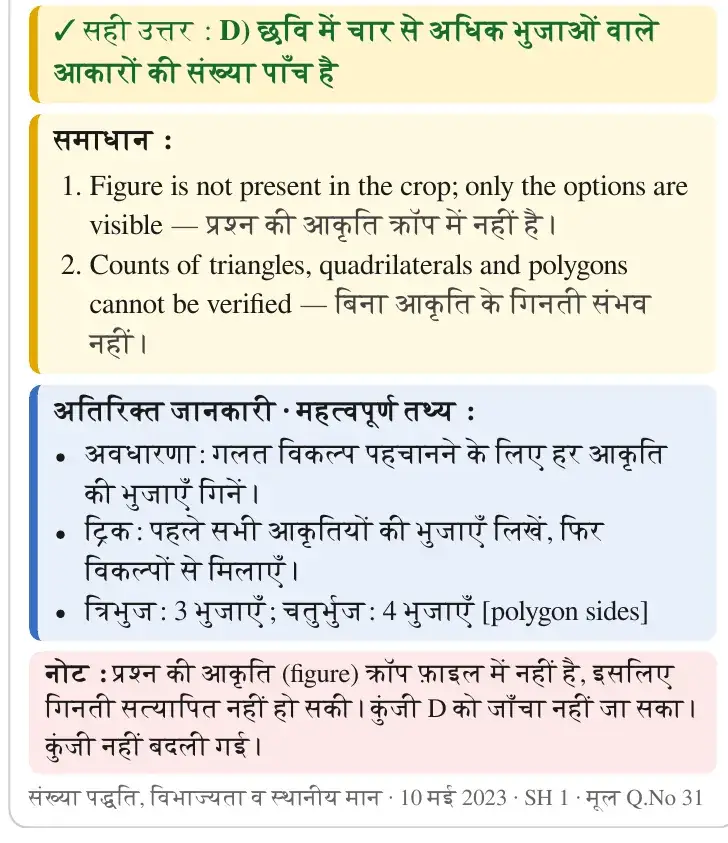 ✓ सही उत्तर : D) छवि में चार से अधिक भुजाओं वाले
आकारों की संख्या पाँच है
समाधान :
1. Figure is not present in the crop; only the options are
visible — प्रश्न की आकृति क्रॉप में नहीं है।
2. Counts of triangles, quadrilaterals and polygons
cannot be verified — बिना आकृति के गिनती संभव
नहीं।
अतिरिक्त जानकारी · महत्वपूर्ण तथ्य :
• अवधारणा : गलत विकल्प पहचानने के लिए हर आकृति
की भुजाएँ गिनें।
• ट्रिक : पहले सभी आकृतियों की भुजाएँ लिखें, फिर
विकल्पों से मिलाएँ।
• त्रिभुज : 3 भुजाएँ ; चतुर्भुज : 4 भुजाएँ [polygon sides]
नोट : प्रश्न की आकृति (figure) क्रॉप फ़ाइल में नहीं है, इसलिए
गिनती सत्यापित नहीं हो सकी। कुंजी D को जाँचा नहीं जा सका।
कुंजी नहीं बदली गई।
संख्या पद्धति, विभाज्यता व स्थानीय मान · 10 मई 2023 · SH 1 · मूल Q.No 31